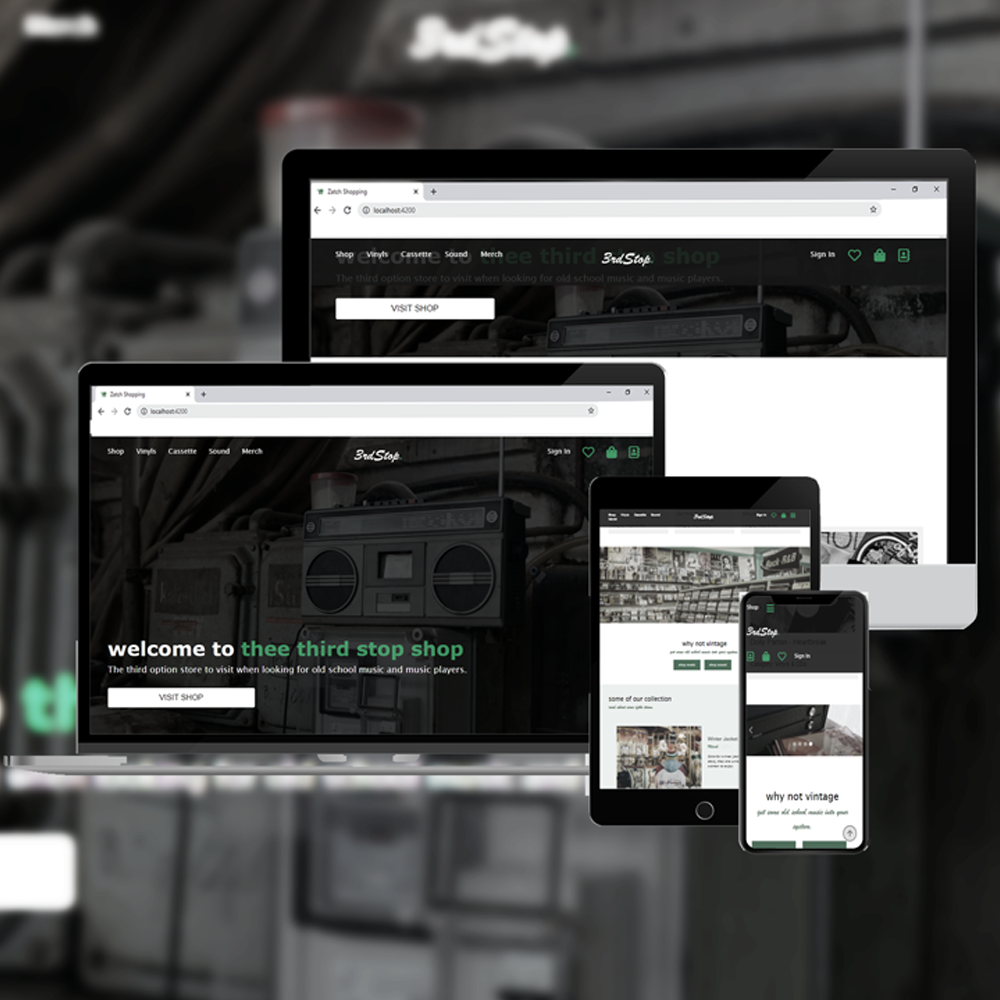 Merch
3rdStop.
Zatch Shopping
localhost:4200
Shop Vinyls Cassette Sound Merch 3rdStop. Sign In
welcome to thee third stop shop
The third option store to visit when looking for old school music and music players.
VISIT SHOP
Zatch Shopping
localhost:4200
Shop Vinyls Cassette Sound Merch 3rdStop. Sign In
welcome to thee third stop shop
The third option store to visit when looking for old school music and music players.
VISIT SHOP
th
3rdStop. Sign In
Rock R&B
why not vintage
some of our collection
Winter Jacket
Shop
3rdStop.
Sign In
why not vintage
get some old school music into your
system.